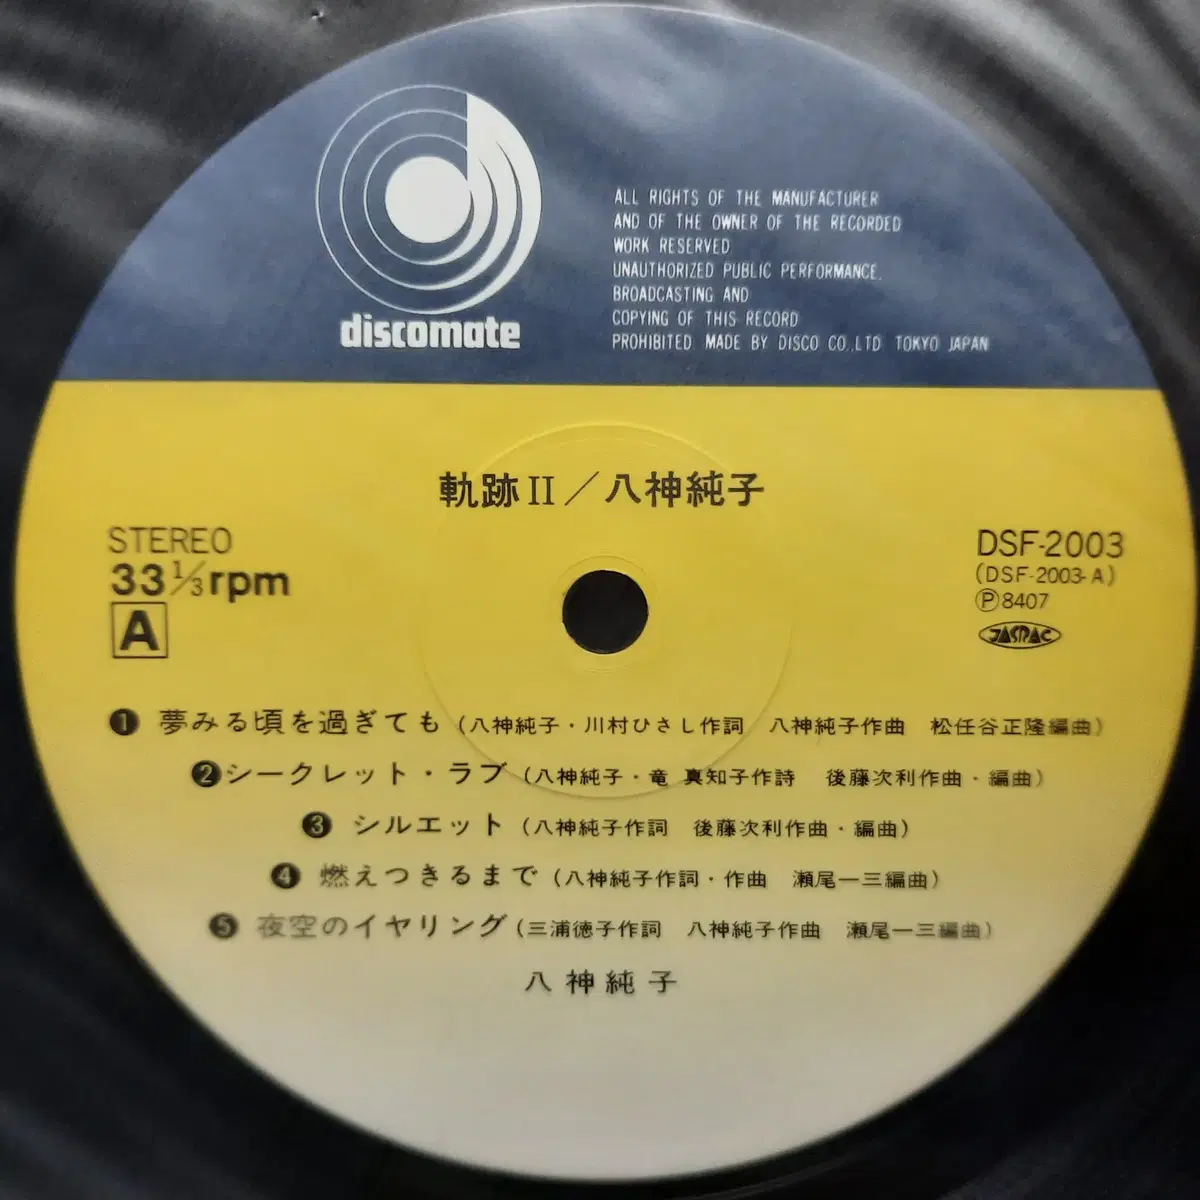 discomate
ALL RIGHTS OF THE MANUFACTURER
AND OF THE OWNER OF THE RECORDED
WORK RESERVED
UNAUTHORIZED PUBLIC PERFORMANCE.
BROADCASTING AND
COPYING OF THIS RECORD
PROHIBITED. MADE BY DISCO CO.,LTD TOKYO JAPAN
軌跡II/八神純子
STEREO
33 1/3 rpm
A
DSF-2003
(DSF-2003-A)
Ⓟ8407
JASRAC
❶ 夢みる頃を過ぎても (八神純子・川村ひさし作詞 八神純子作曲 松任谷正隆編曲)
❷ シークレット・ラブ (八神純子・竜 真知子作詩 後藤次利作曲・編曲)
❸ シルエット (八神純子作詞 後藤次利作曲・編曲)
❹ 燃えつきるまで (八神純子作詞・作曲 瀬尾一三編曲)
❺ 夜空のイヤリング (三浦徳子作詞 八神純子作曲 瀬尾一三編曲)
八神純子